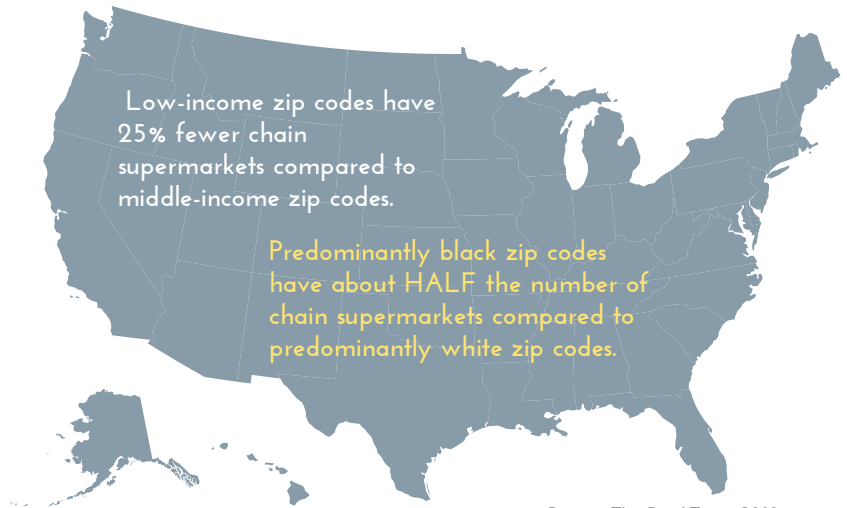 Low-income zip codes have
25% fewer chain
supermarkets compared to
middle-income zip codes.
Predominantly black zip codes
have about HALF the number of
chain supermarkets compared to
predominantly white zip codes.